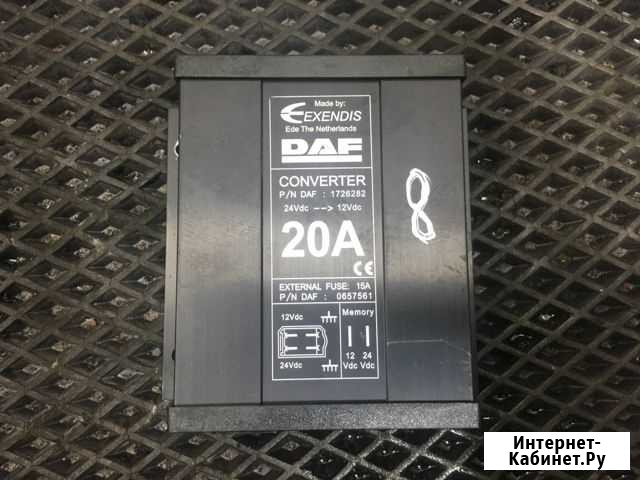 Made by:
EXENDIS
Ede The Netherlands
DAF
CONVERTER
P/N DAF : 1726282
24Vdc --> 12Vdc
20A
CE
EXTERNAL FUSE: 15A
P/N DAF : 0657561
12Vdc Memory
12 24
24Vdc Vdc Vdc
8
Интернет-
Кабинет.Ру